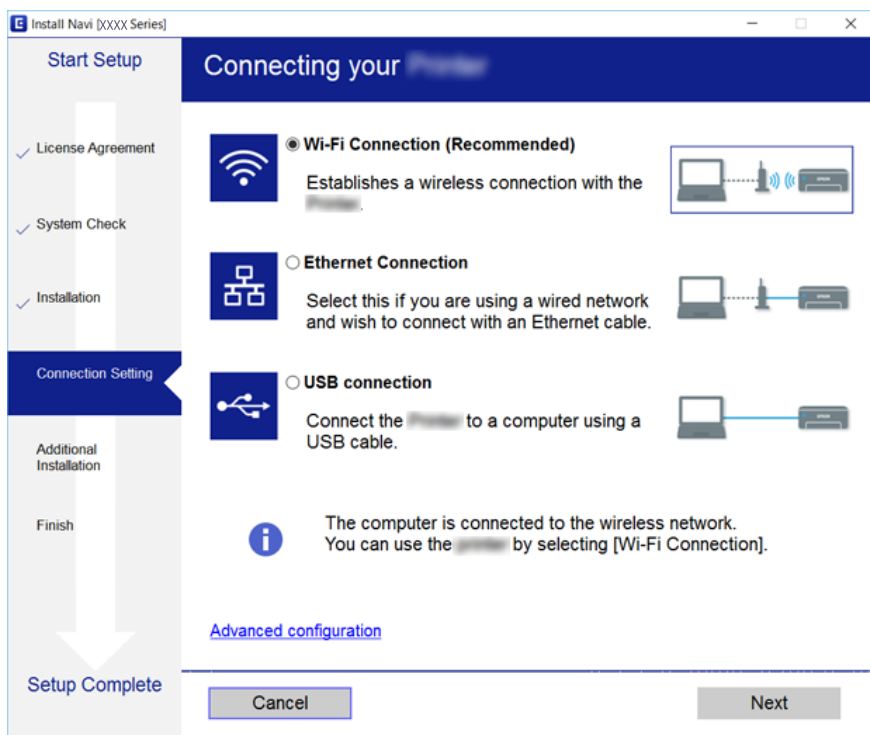 Install Navi [XXXX Series]
Start Setup
License Agreement
System Check
Installation
Connection Setting
Additional
Installation
Finish
Setup Complete
Connecting your
Wi-Fi Connection (Recommended)
Establishes a wireless connection with the
.
Ethernet Connection
Select this if you are using a wired network
and wish to connect with an Ethernet cable.
USB connection
Connect the to a computer using a
USB cable.
The computer is connected to the wireless network.
You can use the by selecting [Wi-Fi Connection].
Advanced configuration
Cancel
Next